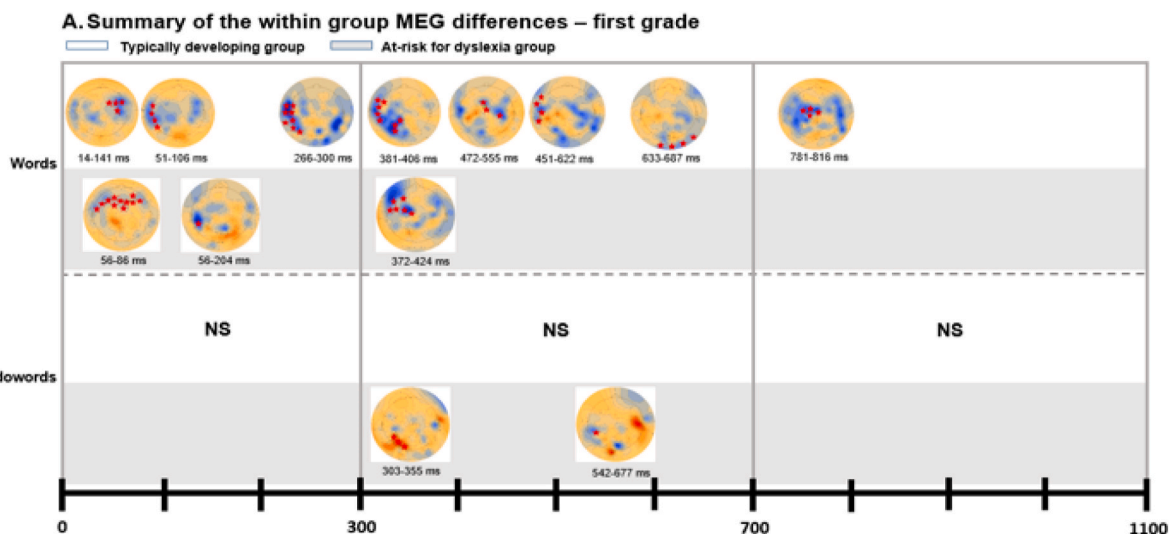 A. Summary of the within group MEG differences – first grade
Typically developing group At-risk for dyslexia group
14-141 ms 51-106 ms 266-300 ms 381-406 ms 472-555 ms 451-622 ms 633-687 ms 781-816 ms
Words
56-86 ms 56-204 ms 372-424 ms
NS NS NS
dowords
303-355 ms 542-677 ms
0 300 700 1100